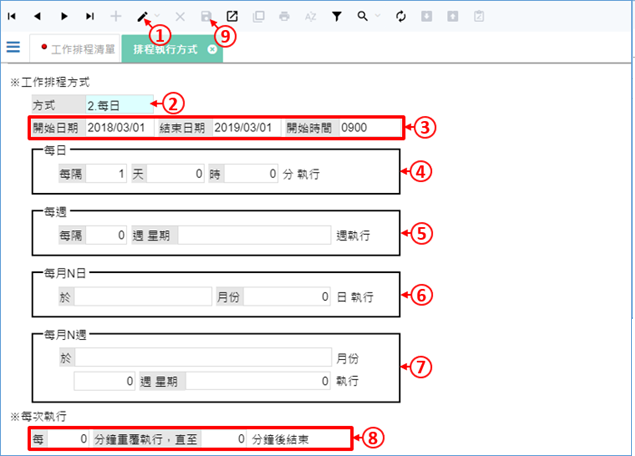 ① ⑨
工作排程清單 排程執行方式
※工作排程方式
方式 2.每日 ②
開始日期 2018/03/01 結束日期 2019/03/01 開始時間 0900 ③
每日
每隔 1 天 0 時 0 分 執行 ④
每週
每隔 0 週 星期 週執行 ⑤
每月N日
於 月份 0 日 執行 ⑥
每月N週
於 月份
0 週 星期 0 執行 ⑦
※每次執行
每 0 分鐘重覆執行，直至 0 分鐘後結束 ⑧